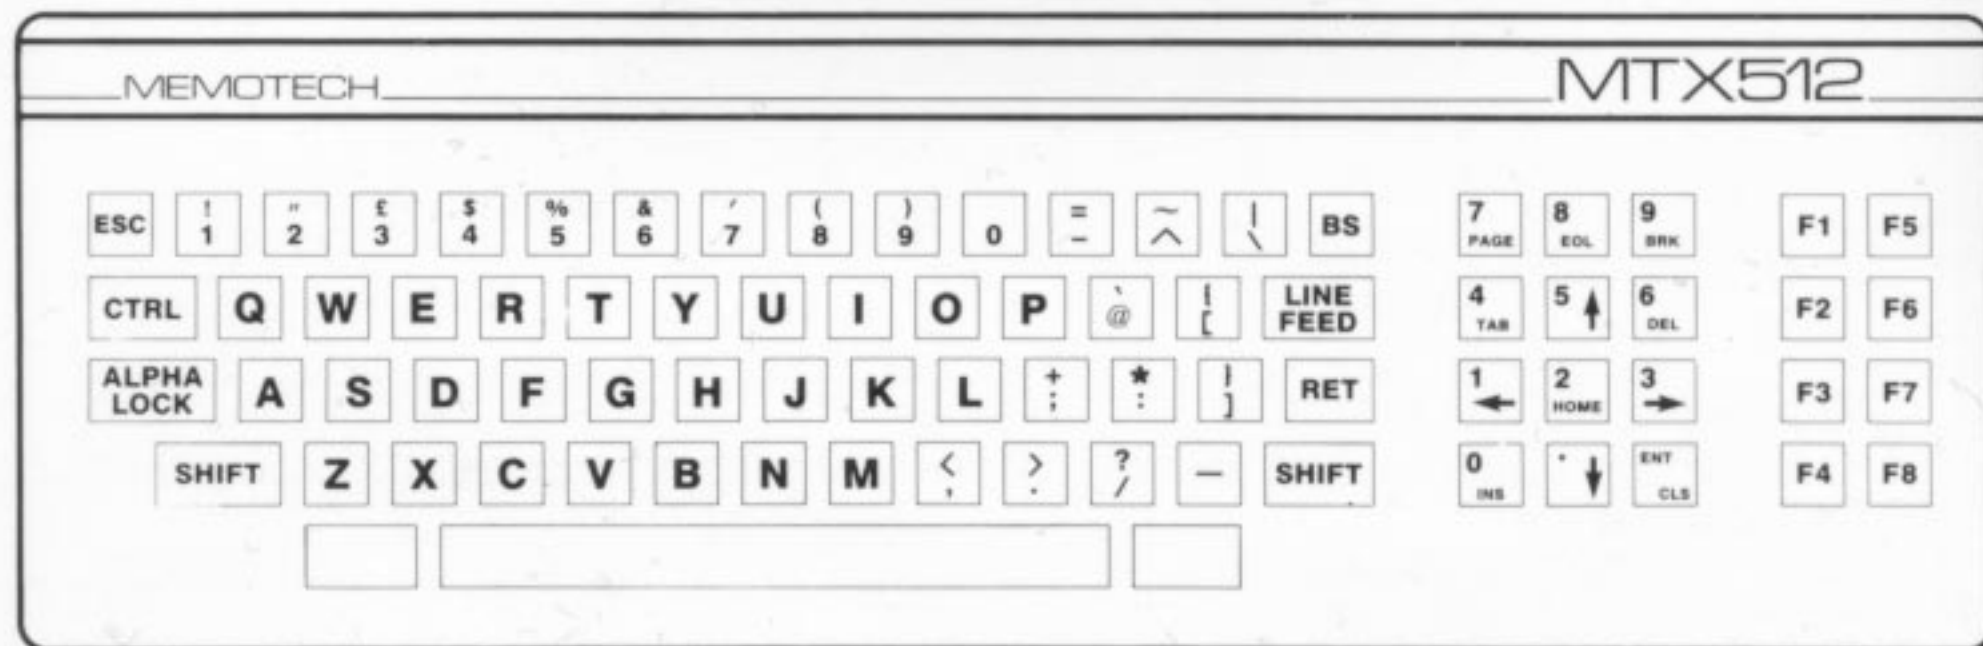 MEMOTECH MTX512
! " £ $ % & ' ( ) = ~ |
ESC 1 2 3 4 5 6 7 8 9 0 - ^ \ BS
7 PAGE 8 EOL 9 BRK F1 F5
CTRL Q W E R T Y U I O P ` @ { [ LINE FEED
4 TAB 5 ↑ 6 DEL F2 F6
ALPHA LOCK A S D F G H J K L + ; * : } ] RET
1 ← 2 HOME 3 → F3 F7
SHIFT Z X C V B N M < , > . ? / — SHIFT
0 INS . ↓ ENT CLS F4 F8